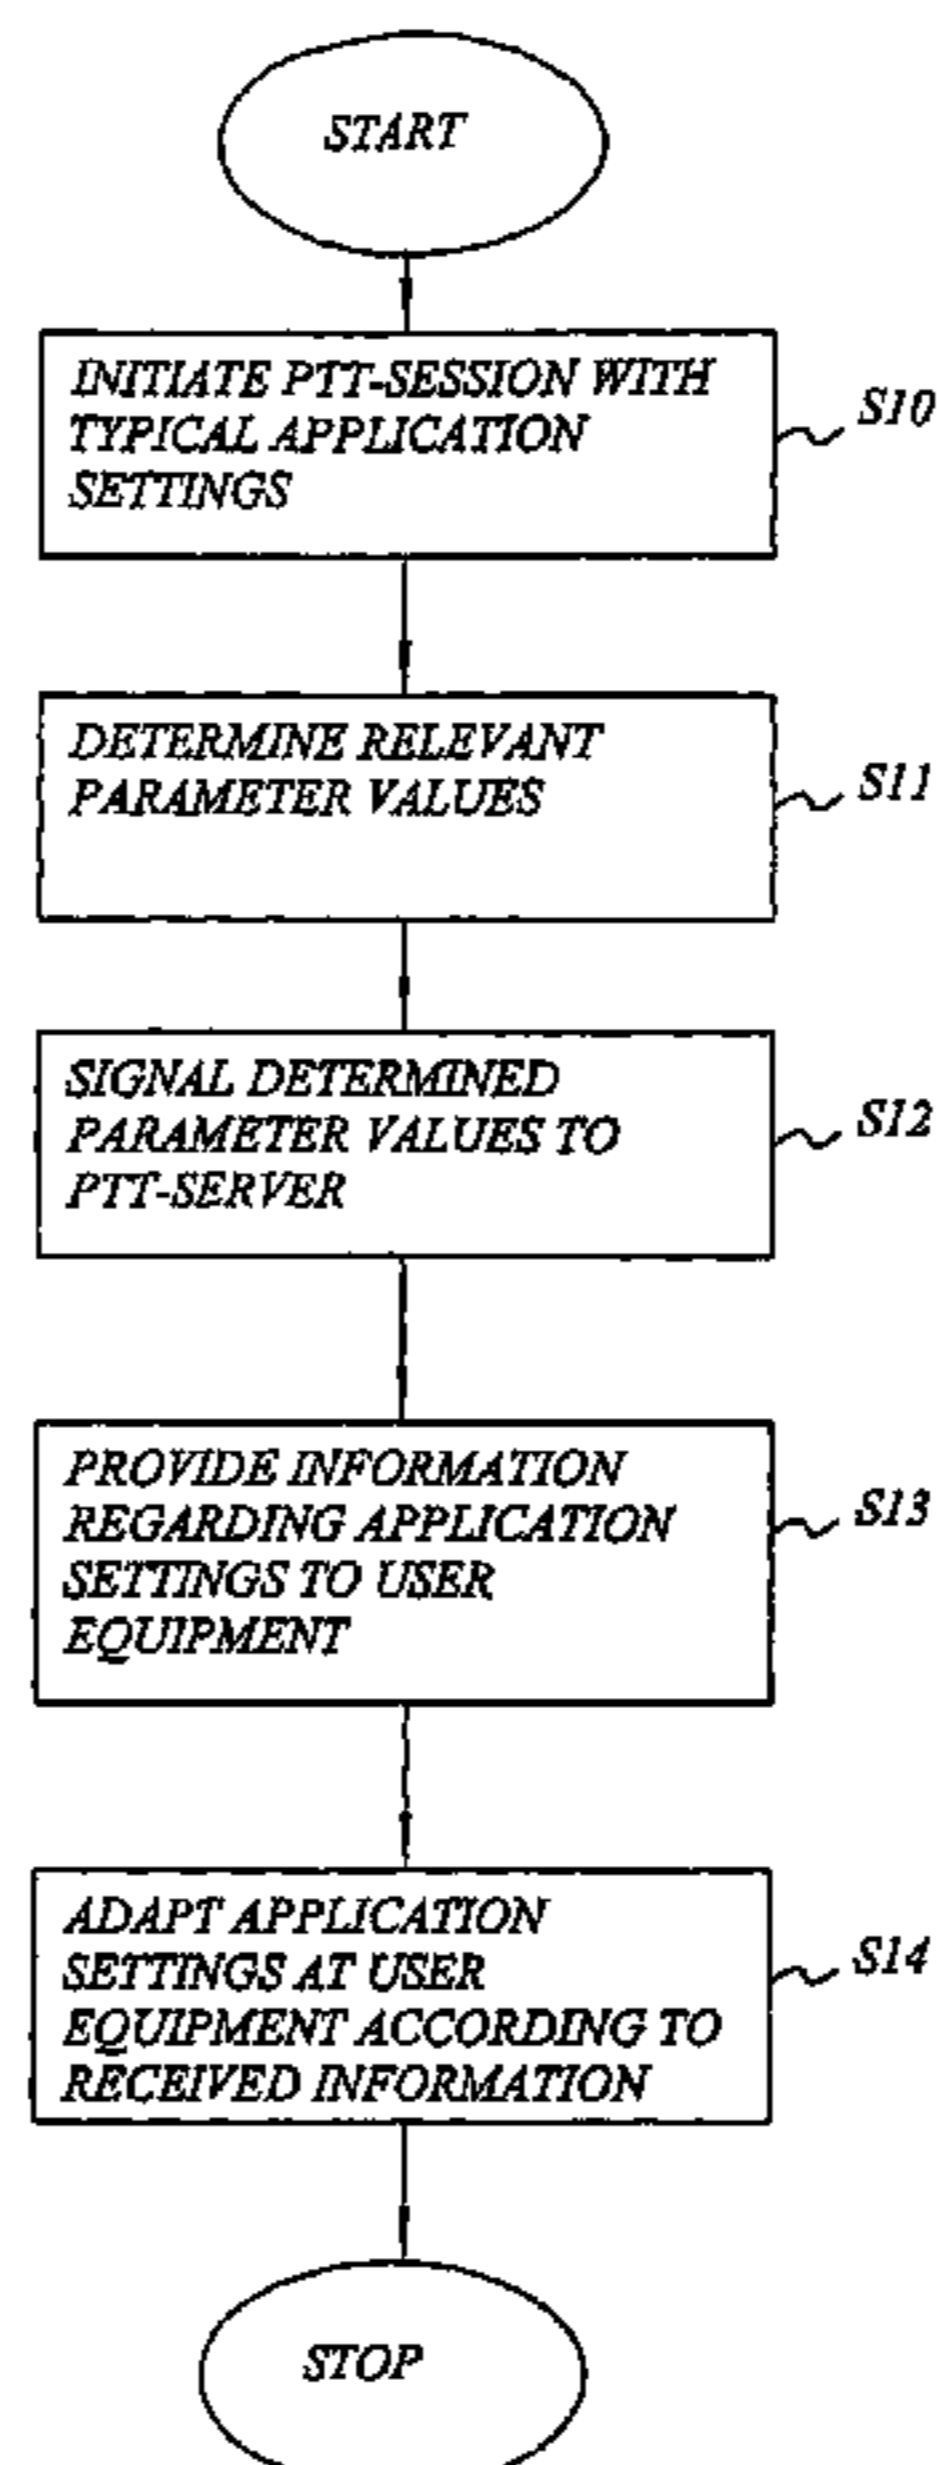 START
INITIATE PTT-SESSION WITH
TYPICAL APPLICATION
SETTINGS
S10
DETERMINE RELEVANT
PARAMETER VALUES
S11
SIGNAL DETERMINED
PARAMETER VALUES TO
PTT-SERVER
S12
PROVIDE INFORMATION
REGARDING APPLICATION
SETTINGS TO USER
EQUIPMENT
S13
ADAPT APPLICATION
SETTINGS AT USER
EQUIPMENT ACCORDING TO
RECEIVED INFORMATION
S14
STOP